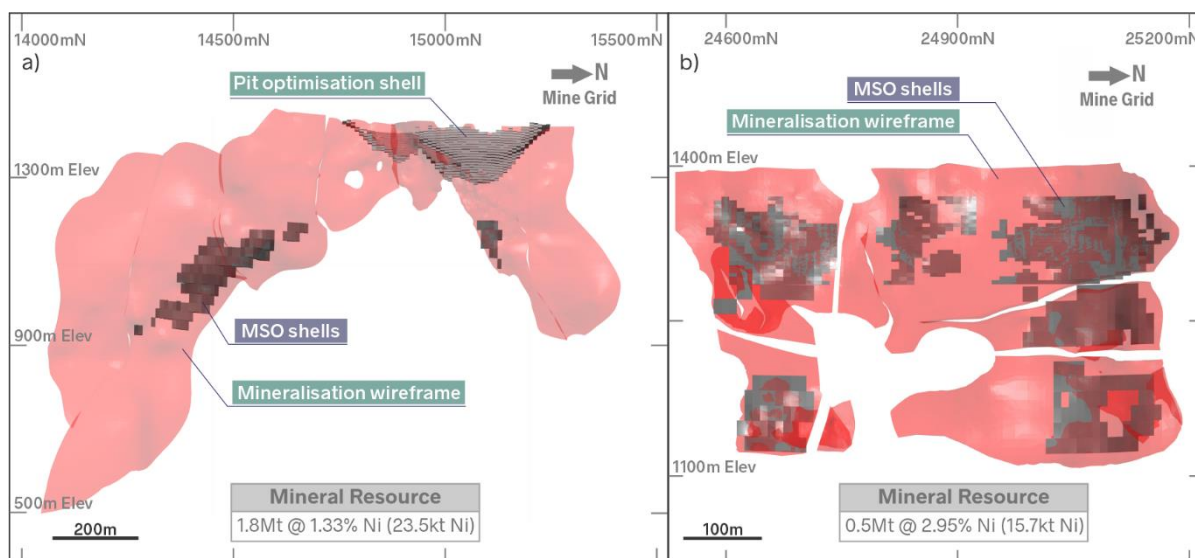 14000mN
14500mN
15000mN
15500mN
a)
Pit optimisation shell
N
Mine Grid
1300m Elev
MSO shells
900m Elev
Mineralisation wireframe
500m Elev
200m
Mineral Resource
1.8Mt @ 1.33% Ni (23.5kt Ni)
24600mN
24900mN
25200mN
b)
MSO shells
N
Mine Grid
Mineralisation wireframe
1400m Elev
1100m Elev
100m
Mineral Resource
0.5Mt @ 2.95% Ni (15.7kt Ni)